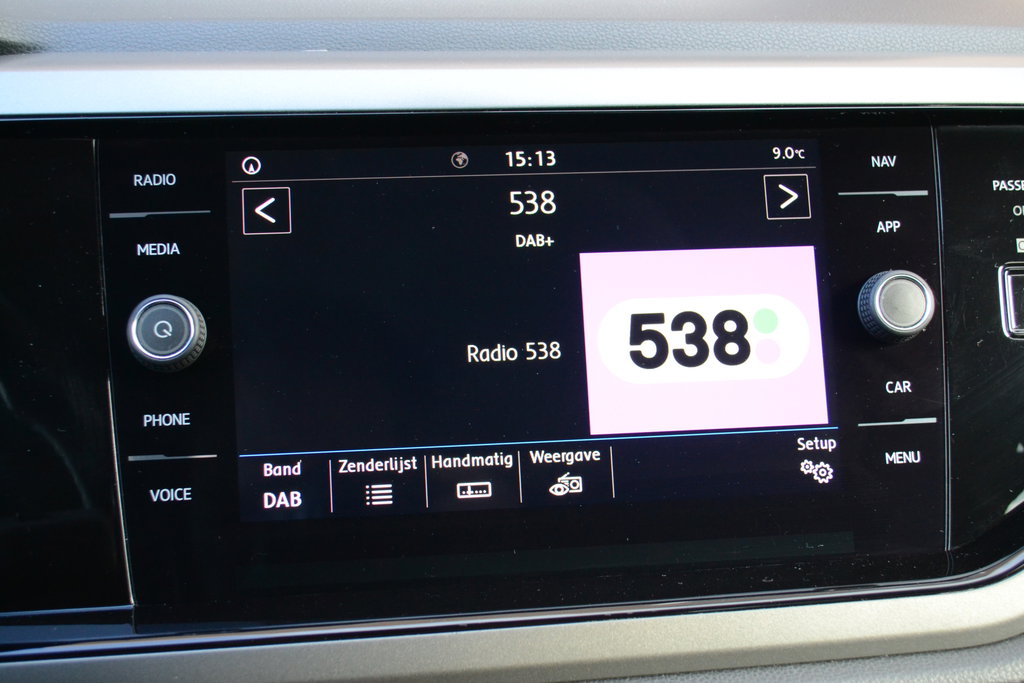 15:13
9.0°C
RADIO
MEDIA
PHONE
VOICE
<
538
>
DAB+
Radio 538
538
Band
DAB
Zenderlijst
Handmatig
Weergave
Setup
NAV
APP
CAR
MENU